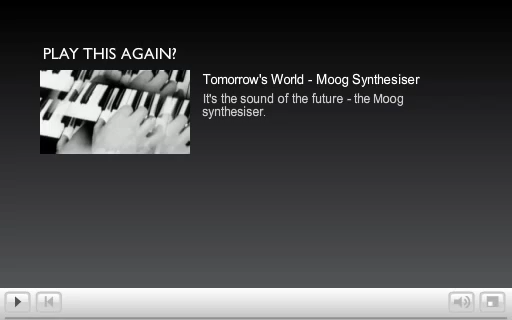 PLAY THIS AGAIN?
Tomorrow's World - Moog Synthesiser
It's the sound of the future - the Moog
synthesiser.